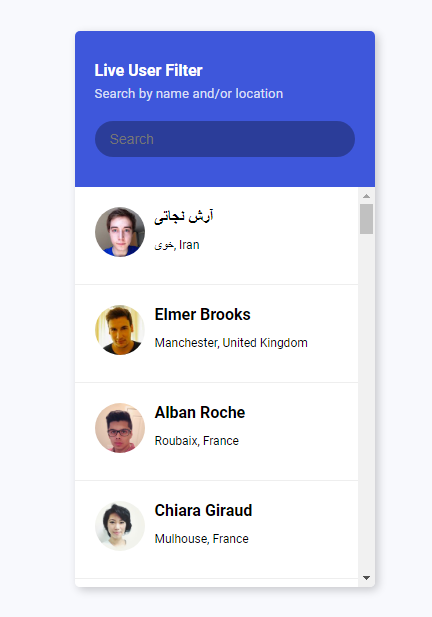 Live User Filter
Search by name and/or location
Search
آرش نجاتی
خوی, Iran
Elmer Brooks
Manchester, United Kingdom
Alban Roche
Roubaix, France
Chiara Giraud
Mulhouse, France